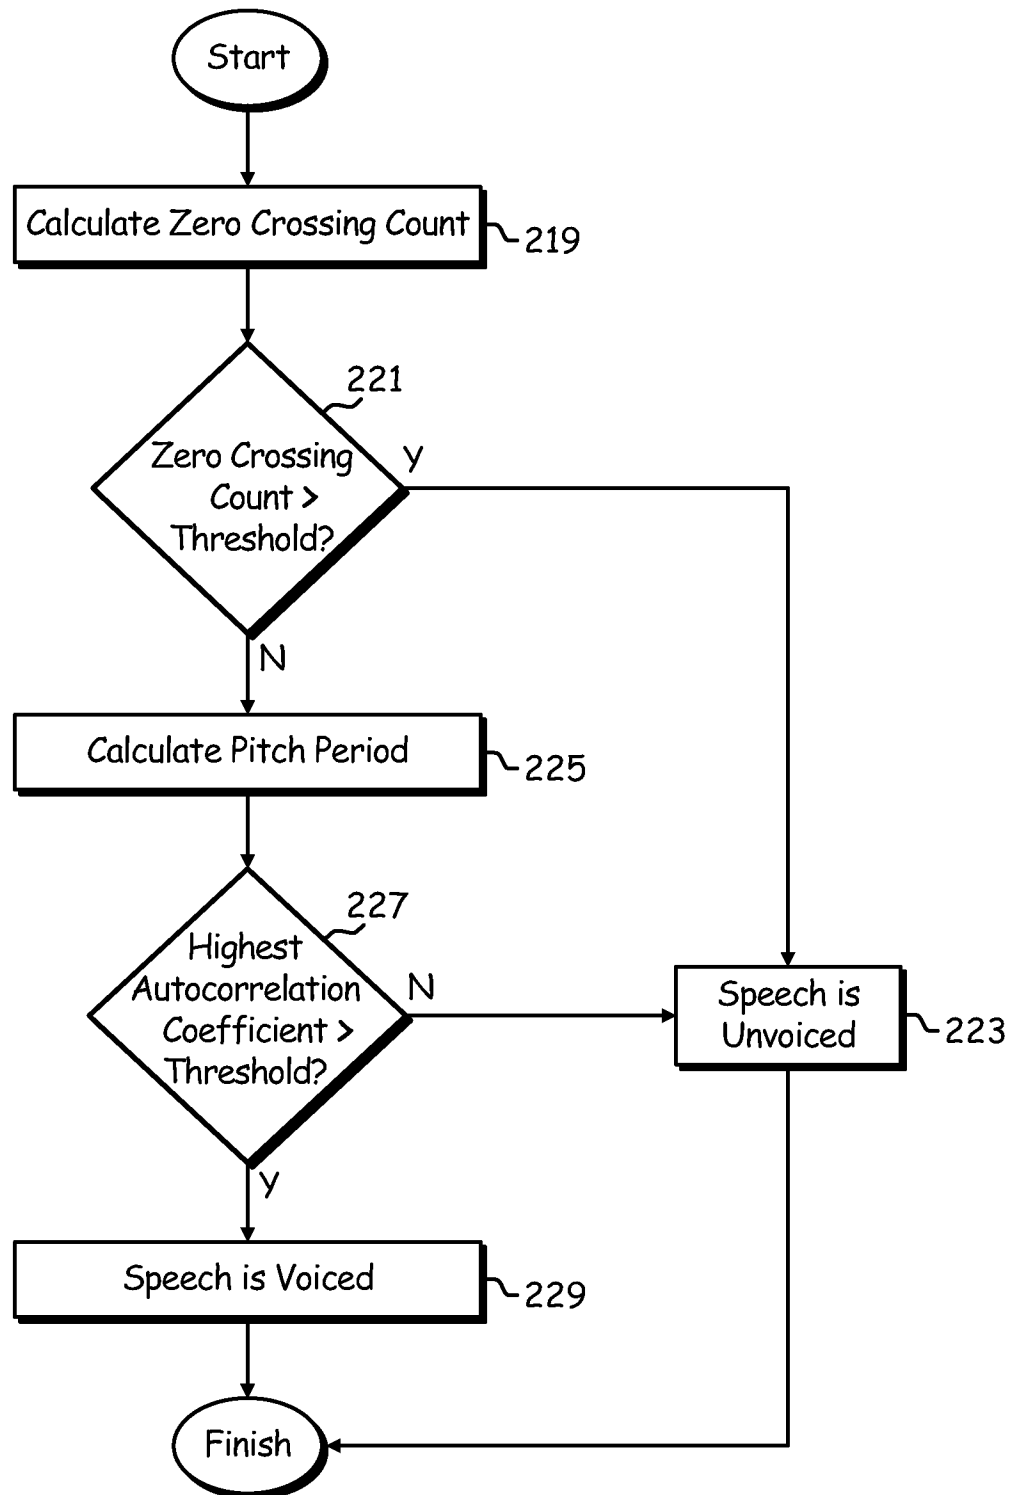 Start
Calculate Zero Crossing Count
219
221
Zero Crossing
Count >
Threshold?
Y
N
Calculate Pitch Period
225
227
Highest
Autocorrelation
Coefficient >
Threshold?
N
Speech is
Unvoiced
223
Y
Speech is Voiced
229
Finish